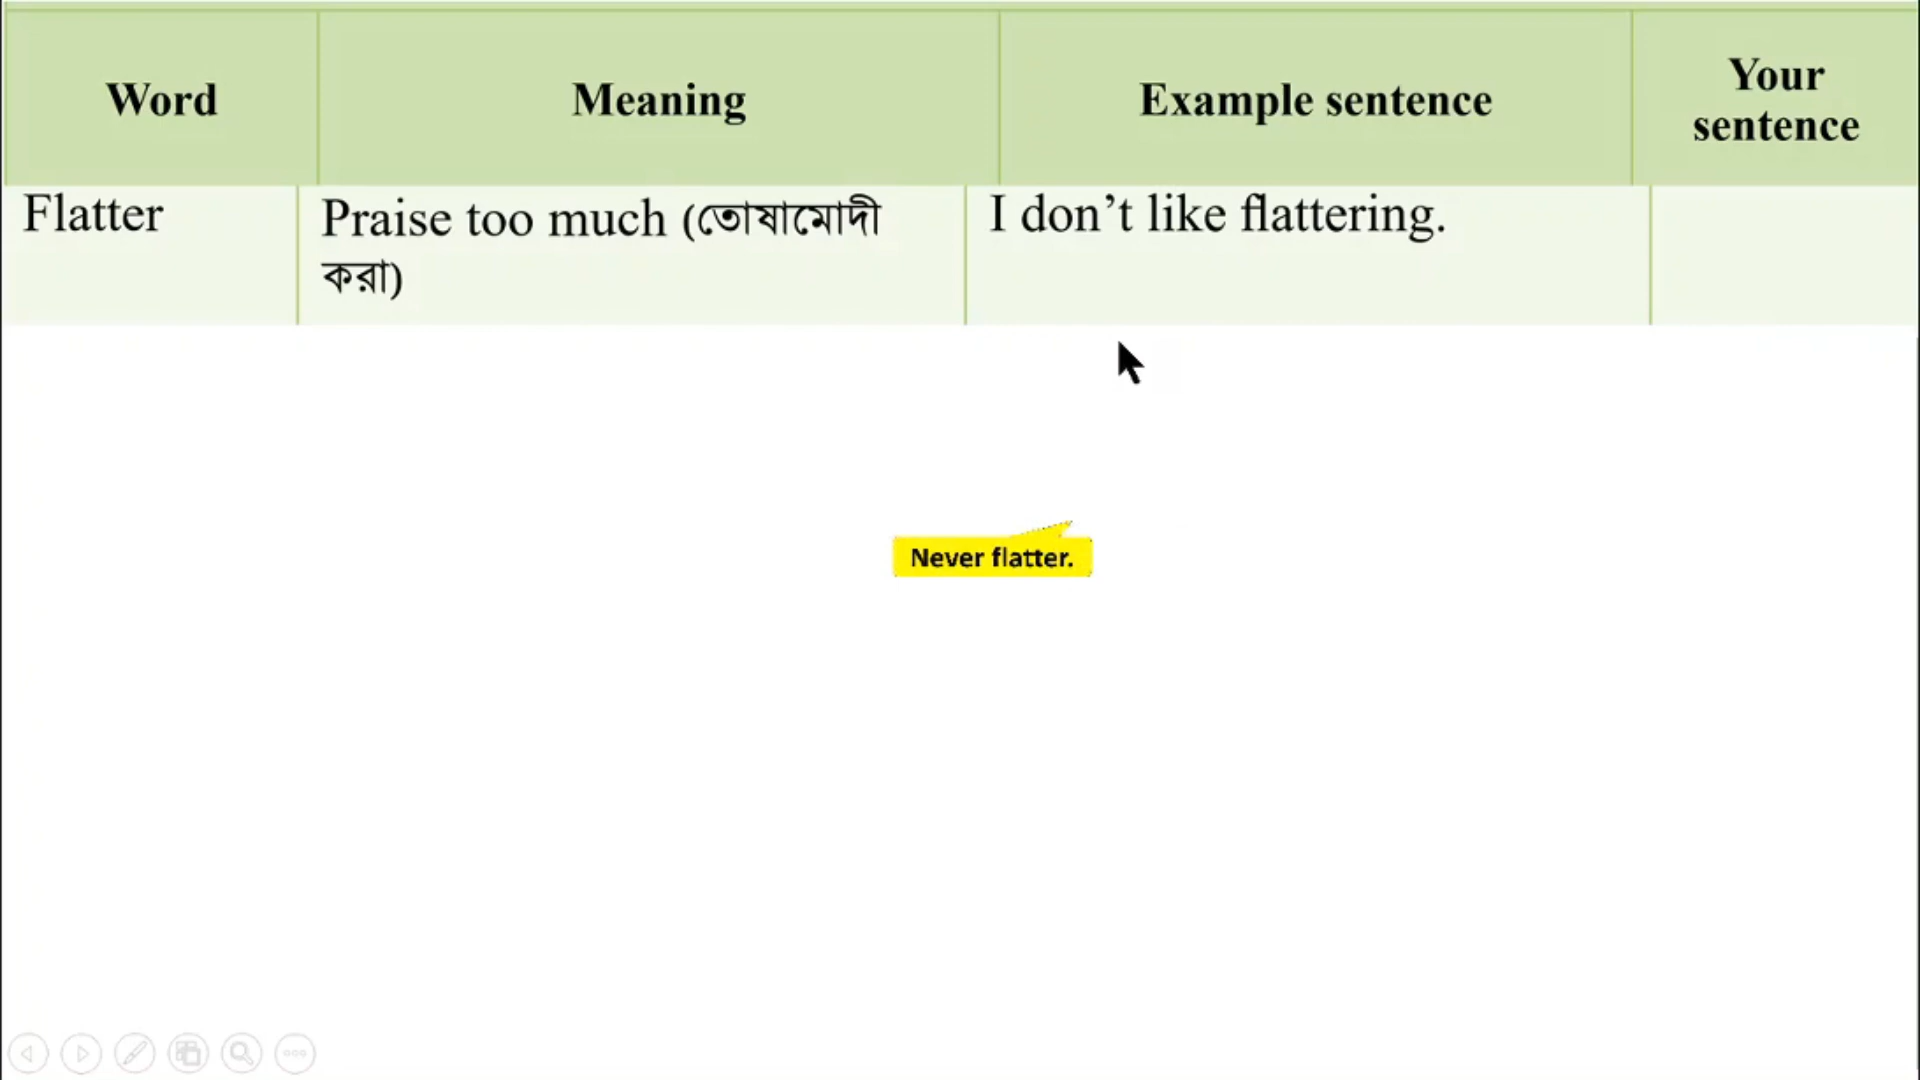 Word Meaning Example sentence Your sentence
Flatter Praise too much (তোষামোদী করা) I don’t like flattering.
Never flatter.